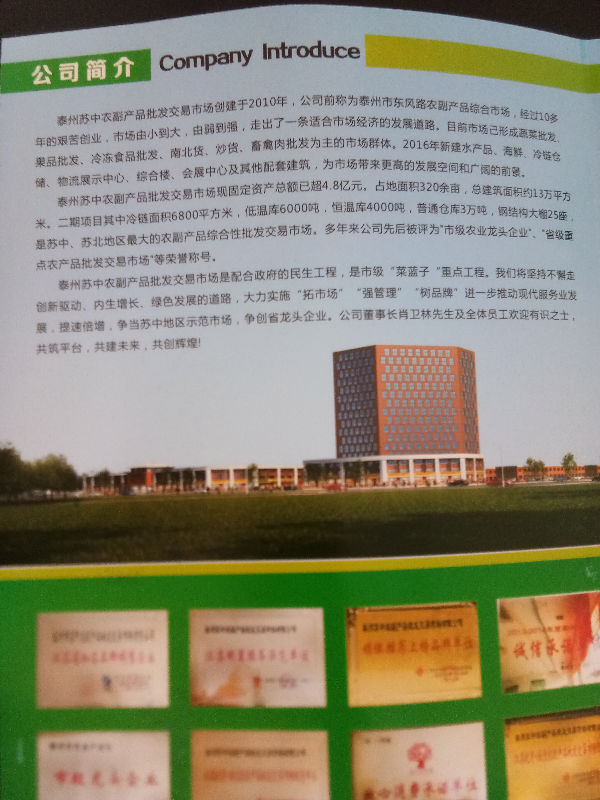 公司简介 Company Introduce
泰州苏中农副产品批发交易市场创建于2010年，公司前称为泰州市东风路农副产品综合市场，经过10多
年的艰苦创业，市场由小到大，由弱到强，走出了一条适合市场经济的发展道路。目前市场已形成蔬菜批发、
果品批发、冷冻食品批发、南北货、炒货、畜禽肉批发为主的市场群体。2016年新建水产品、海鲜、冷链仓
储、物流展示中心、综合楼、会展中心及其他配套建筑，为市场带来更高的发展空间和广阔的前景。
泰州苏中农副产品批发交易市场现固定资产总额已超4.8亿元，占地面积320余亩，总建筑面积约13万平方
米。二期项目其中冷链面积6800平方米，低温库6000吨，恒温库4000吨，普通仓库3万吨，钢结构大棚25座，
是苏中、苏北地区最大的农副产品综合性批发交易市场。多年来公司先后被评为"市级农业龙头企业"、"省级重
点农产品批发交易市场"等荣誉称号。
泰州苏中农副产品批发交易市场是配合政府的民生工程，是市级“菜篮子“重点工程。我们将坚持不懈走
创新驱动、内生增长、绿色发展的道路，大力实施“拓市场”“强管理”“树品牌”进一步推动现代服务业发
展，提速倍增，争当苏中地区示范市场，争创省龙头企业。公司董事长肖卫林先生及全体员工欢迎有识之士，
共筑平台，共建未来，共创辉煌!
诚信承诺
市级龙头企业